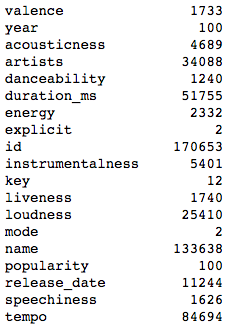 valence 1733
year 100
acousticness 4689
artists 34088
danceability 1240
duration_ms 51755
energy 2332
explicit 2
id 170653
instrumentalness 5401
key 12
liveness 1740
loudness 25410
mode 2
name 133638
popularity 100
release_date 11244
speechiness 1626
tempo 84694